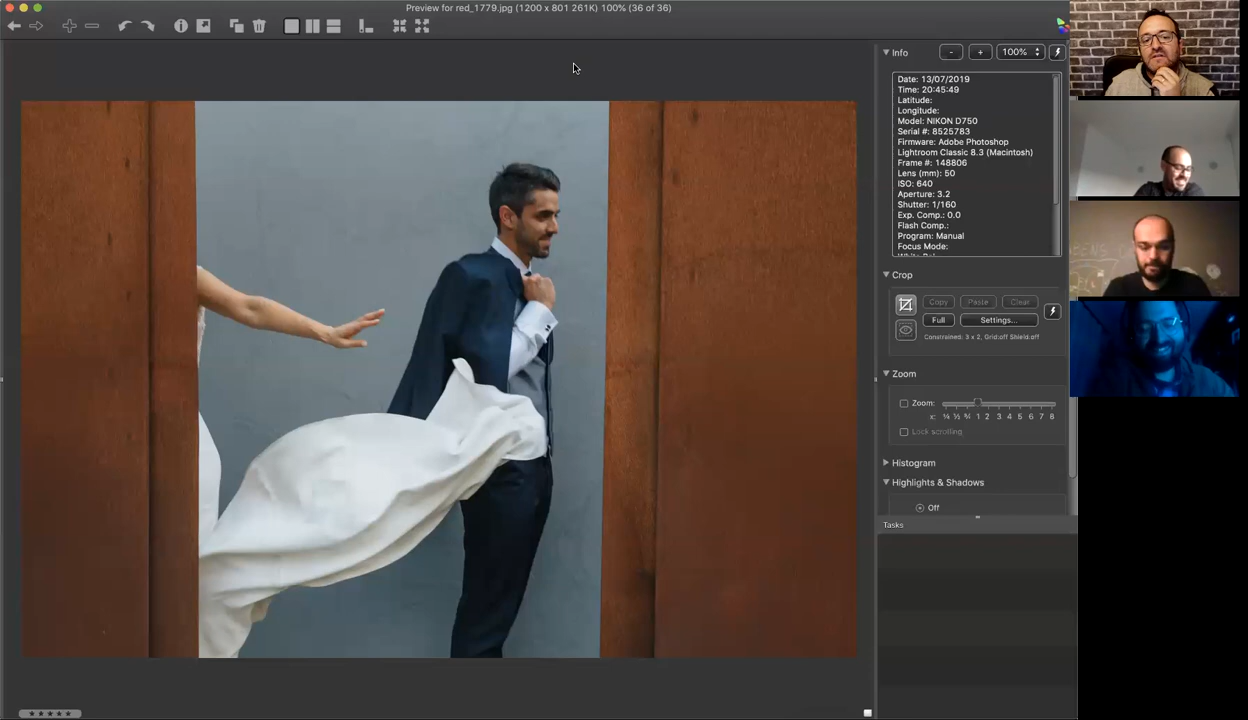 Preview for red_1779.jpg (1200 x 801 261K) 100% (36 of 36)
Info
-
+
100%
Date: 13/07/2019
Time: 20:45:49
Latitude:
Longitude:
Model: NIKON D750
Serial #: 8525783
Firmware: Adobe Photoshop
Lightroom Classic 8.3 (Macintosh)
Frame #: 148806
Lens (mm): 50
ISO: 640
Aperture: 3.2
Shutter: 1/160
Exp. Comp.: 0.0
Flash Comp.:
Program: Manual
Focus Mode:
Crop
Copy Paste Clear
Full Settings...
Constrained: 3 x 2, Grid:off Shield:off
Zoom
Zoom:
x: ¼ ½ ¾ 1 2 3 4 5 6 7 8
Lock scrolling
Histogram
Highlights & Shadows
Off
Tasks